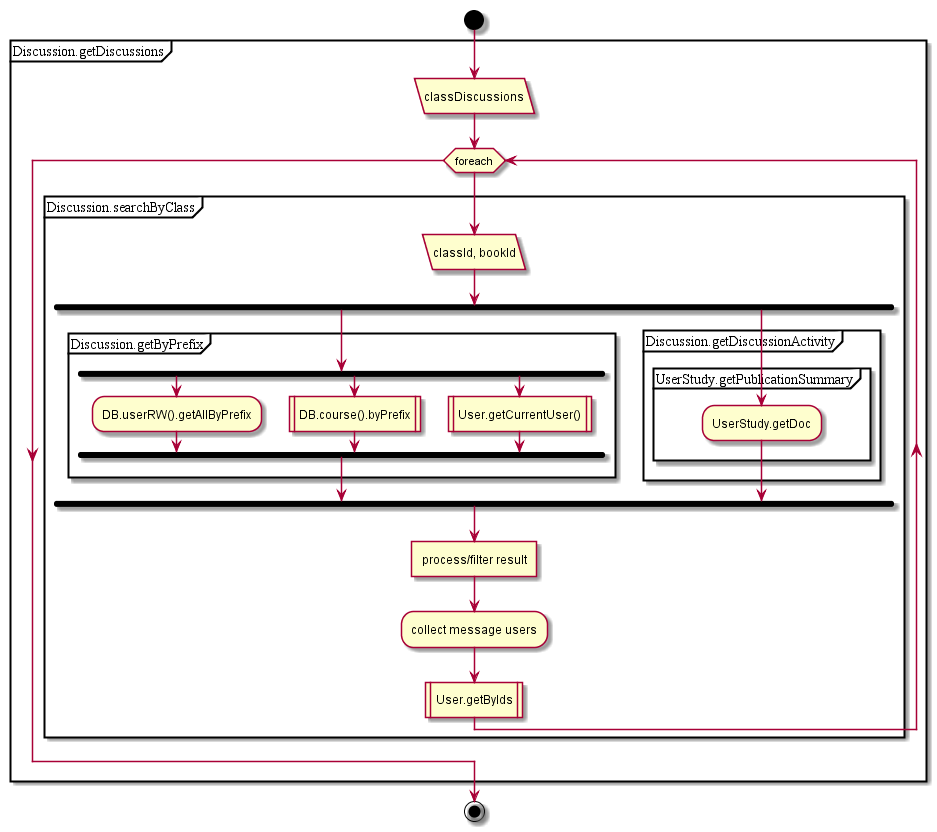 Discussion.getDiscussions
classDiscussions
foreach
Discussion.searchByClass
classId, bookId
Discussion.getByPrefix
Discussion.getDiscussionActivity
UserStudy.getPublicationSummary
DB.userRW().getAllByPrefix
DB.course().byPrefix
User.getCurrentUser()
UserStudy.getDoc
process/filter result
collect message users
User.getByIds